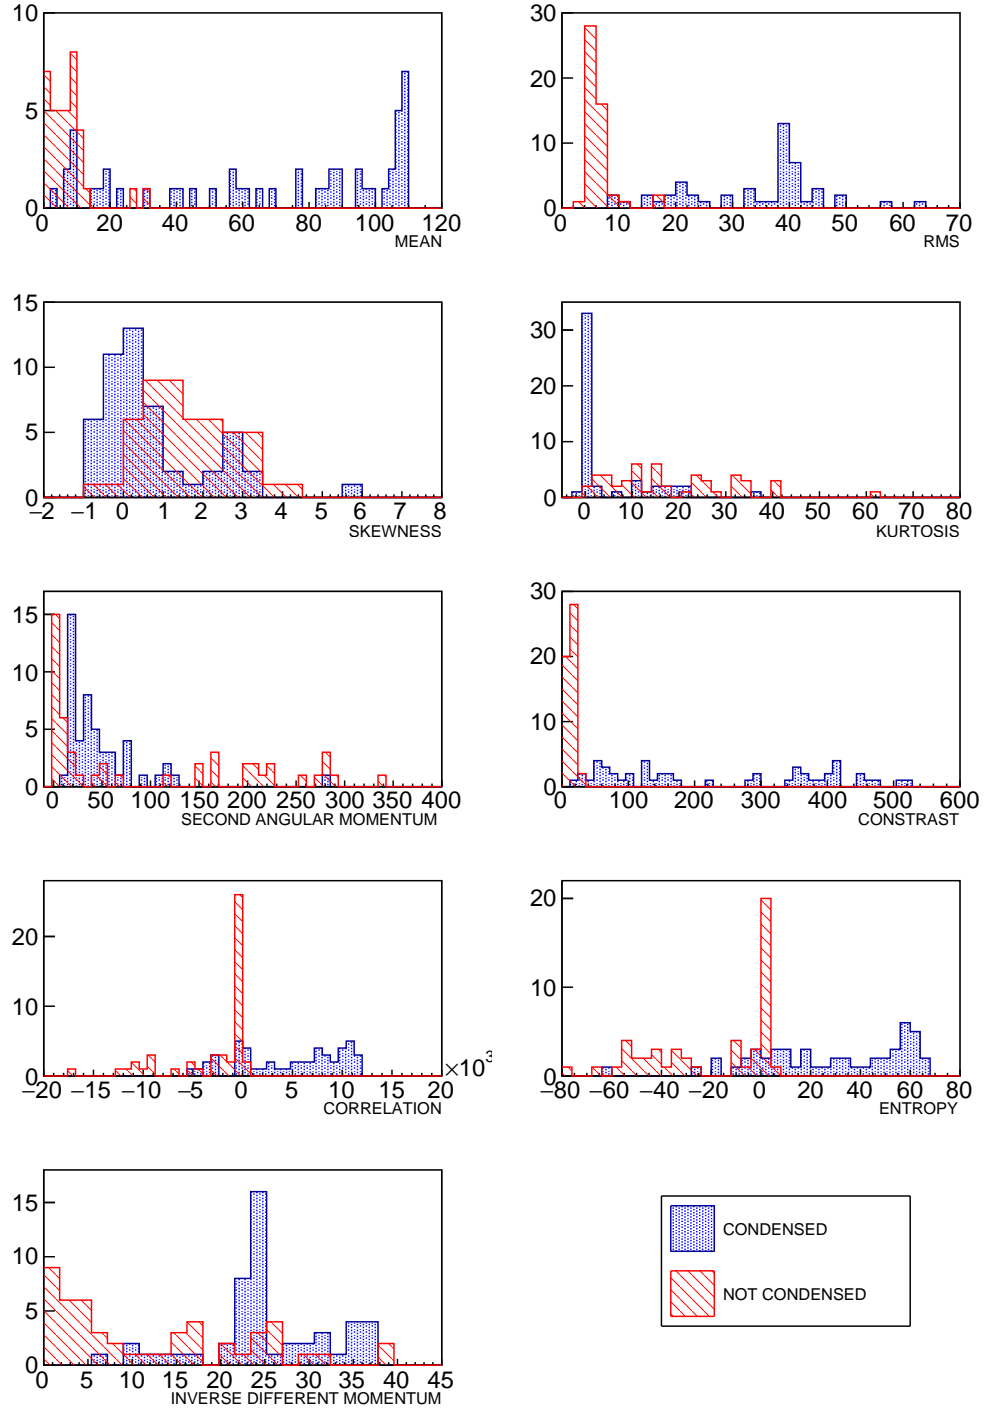 10
5
0
0 20 40 60 80 100 120
MEAN
30
20
10
0
0 10 20 30 40 50 60 70
RMS
15
10
5
0
−2 −1 0 1 2 3 4 5 6 7 8
SKEWNESS
30
20
10
0
0 10 20 30 40 50 60 70 80
KURTOSIS
15
10
5
0
0 50 100 150 200 250 300 350 400
SECOND ANGULAR MOMENTUM
30
20
10
0
0 100 200 300 400 500 600
CONSTRAST
20
10
0
−20 −15 −10 −5 0 5 10 15 20
×10³
CORRELATION
20
10
0
−80 −60 −40 −20 0 20 40 60 80
ENTROPY
15
10
5
0
0 5 10 15 20 25 30 35 40 45
INVERSE DIFFERENT MOMENTUM
CONDENSED
NOT CONDENSED